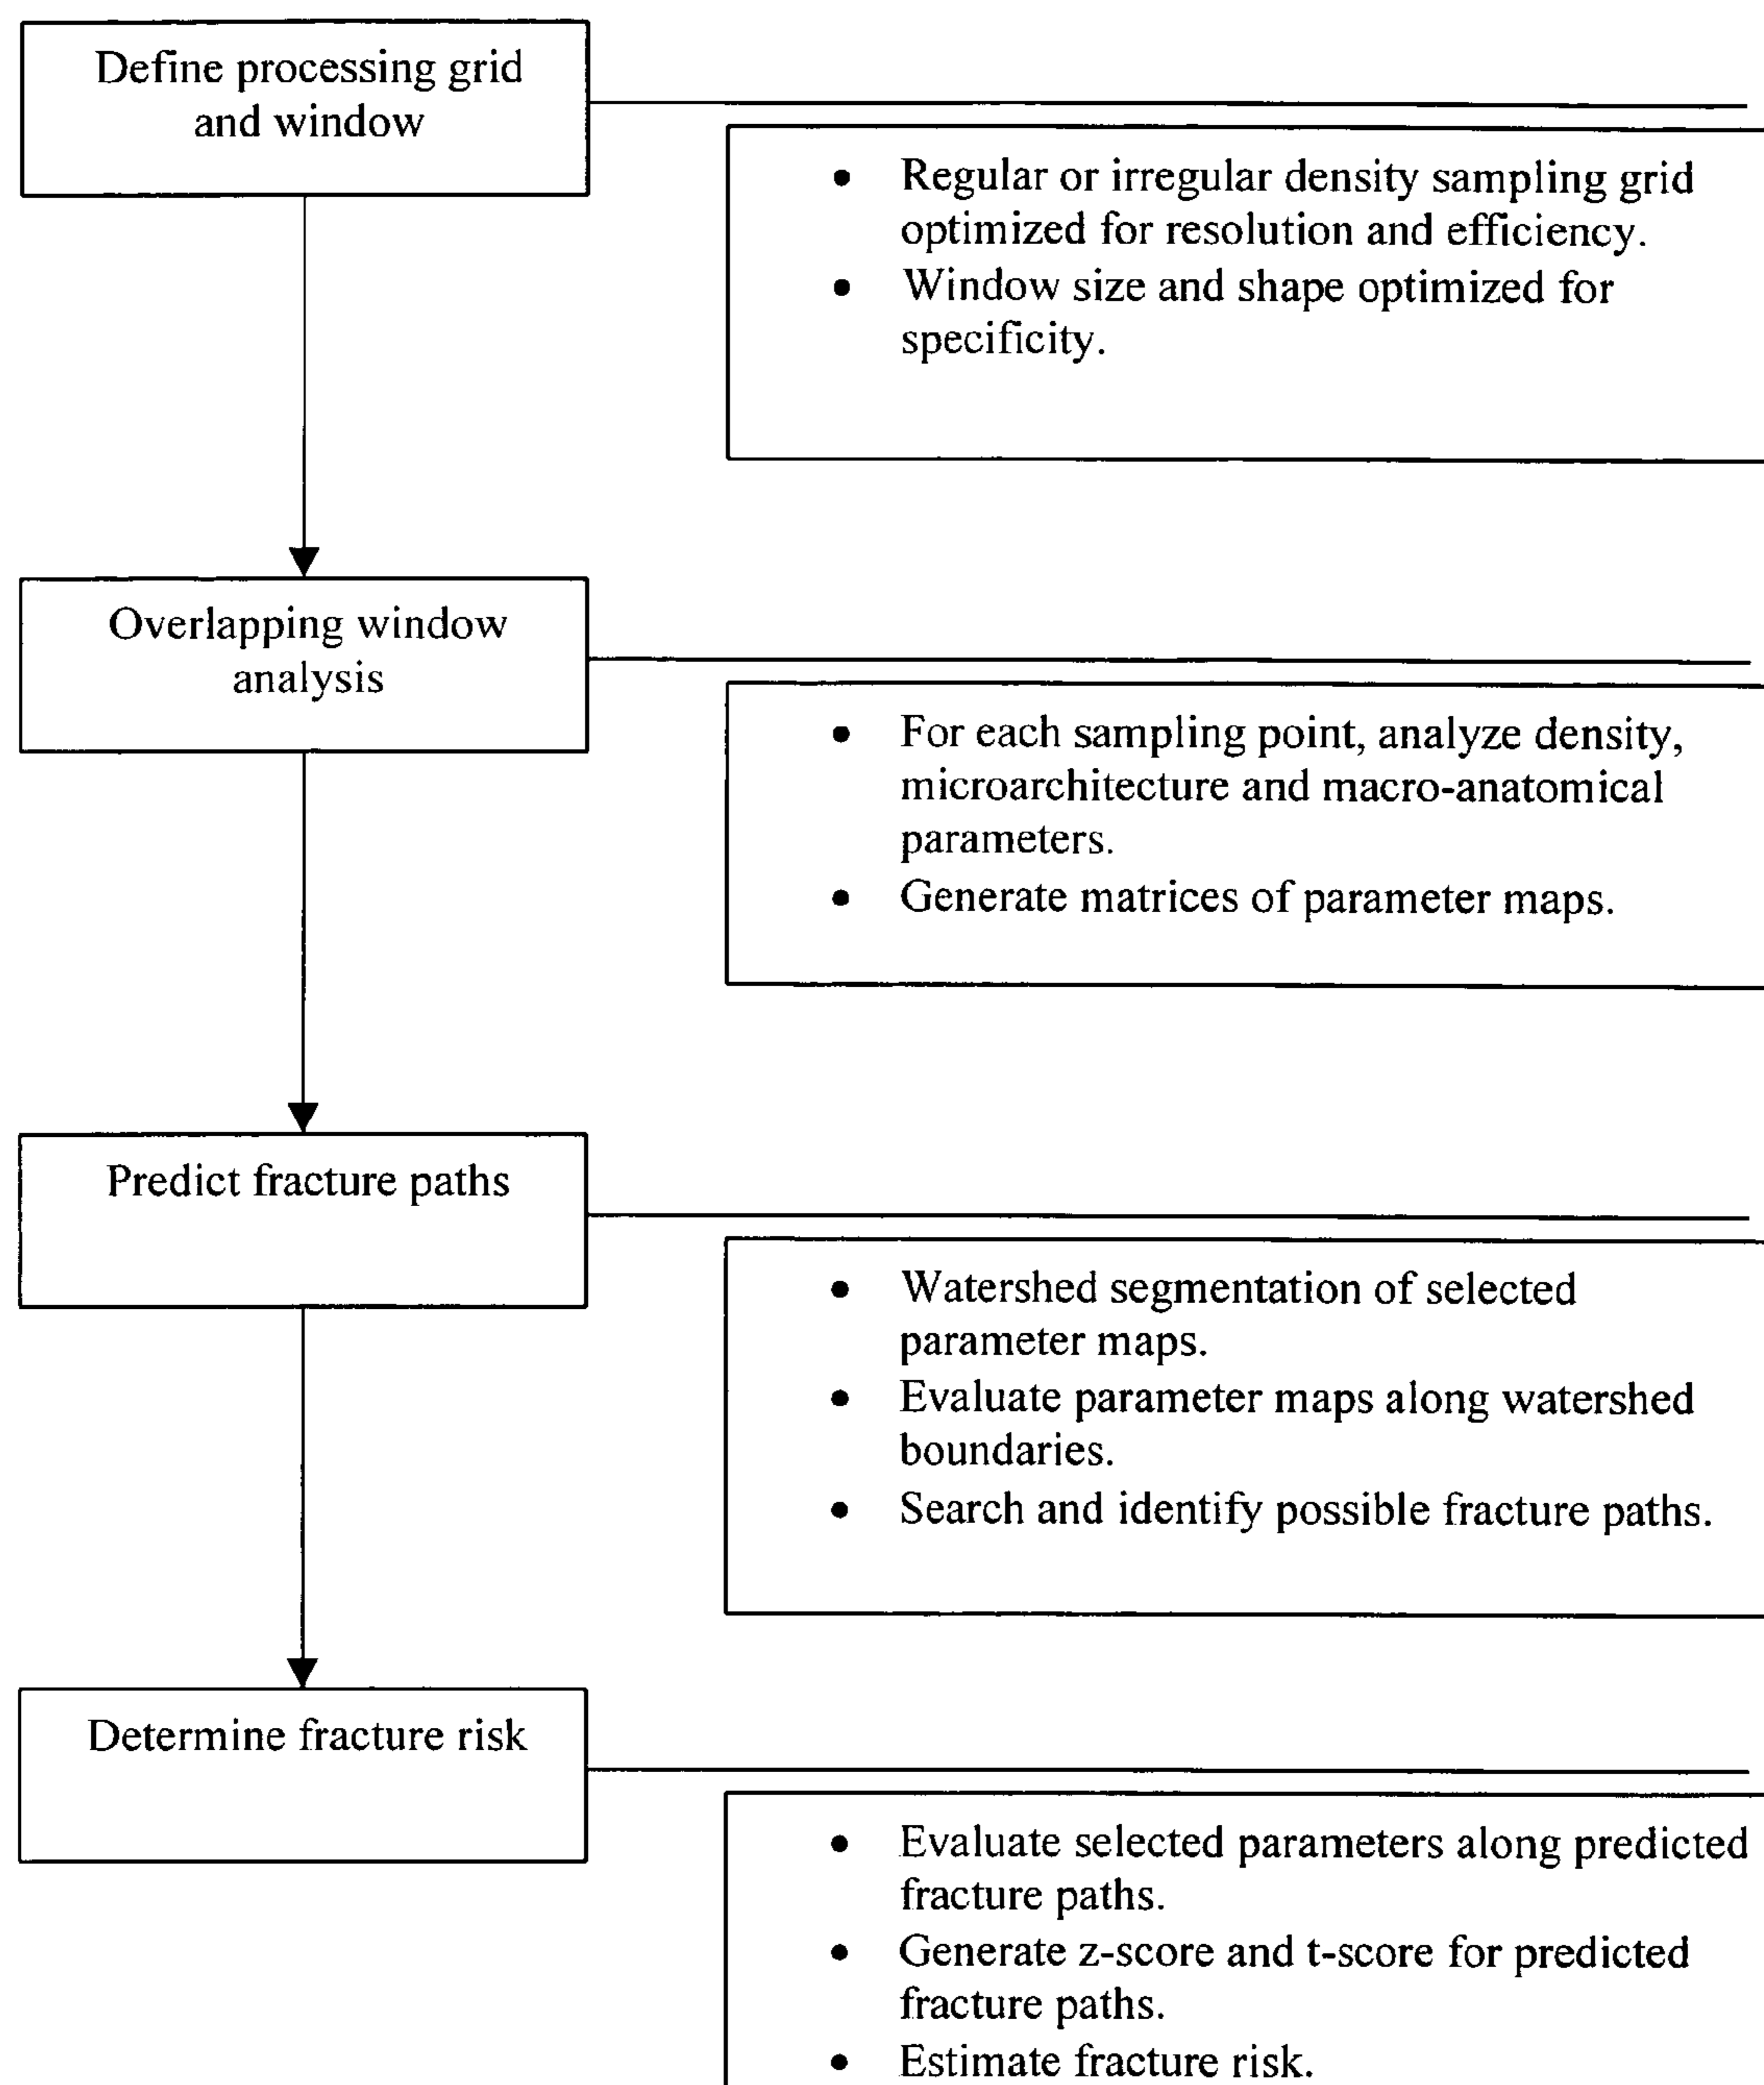 Define processing grid
and window
• Regular or irregular density sampling grid
optimized for resolution and efficiency.
• Window size and shape optimized for
specificity.
Overlapping window
analysis
• For each sampling point, analyze density,
microarchitecture and macro-anatomical
parameters.
• Generate matrices of parameter maps.
Predict fracture paths
• Watershed segmentation of selected
parameter maps.
• Evaluate parameter maps along watershed
boundaries.
• Search and identify possible fracture paths.
Determine fracture risk
• Evaluate selected parameters along predicted
fracture paths.
• Generate z-score and t-score for predicted
fracture paths.
• Estimate fracture risk.